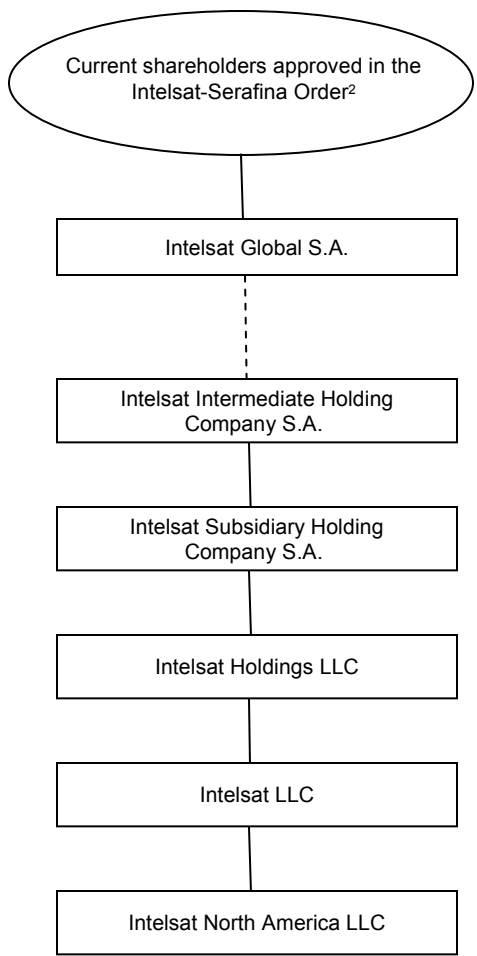 Current shareholders approved in the
Intelsat-Serafina Order²
Intelsat Global S.A.
Intelsat Intermediate Holding
Company S.A.
Intelsat Subsidiary Holding
Company S.A.
Intelsat Holdings LLC
Intelsat LLC
Intelsat North America LLC